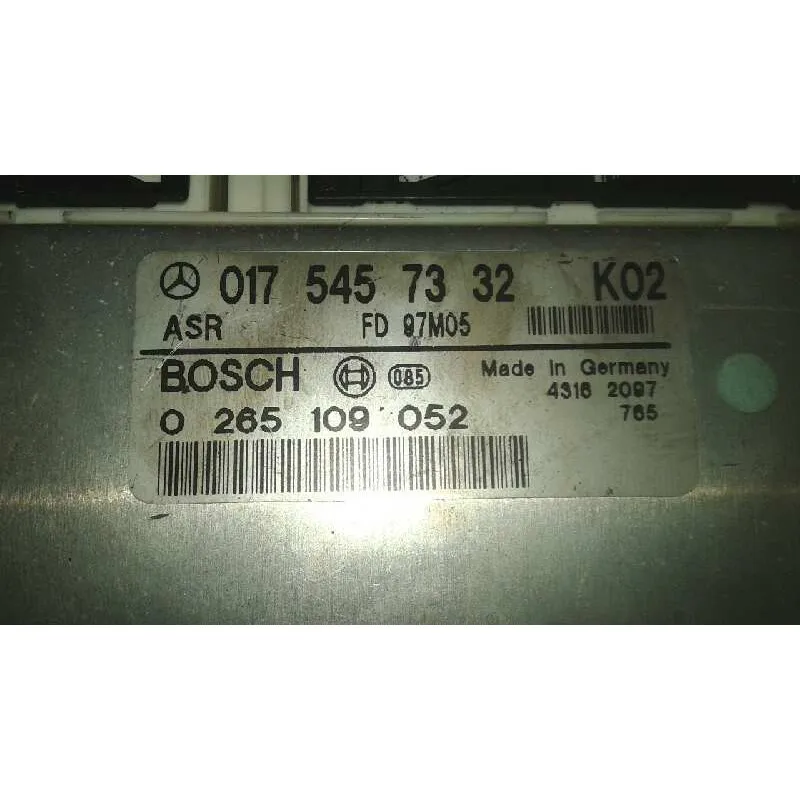 017 545 73 32 K02
ASR FD 97M05
BOSCH 085 Made in Germany
4316 2097
0 265 109 052 765